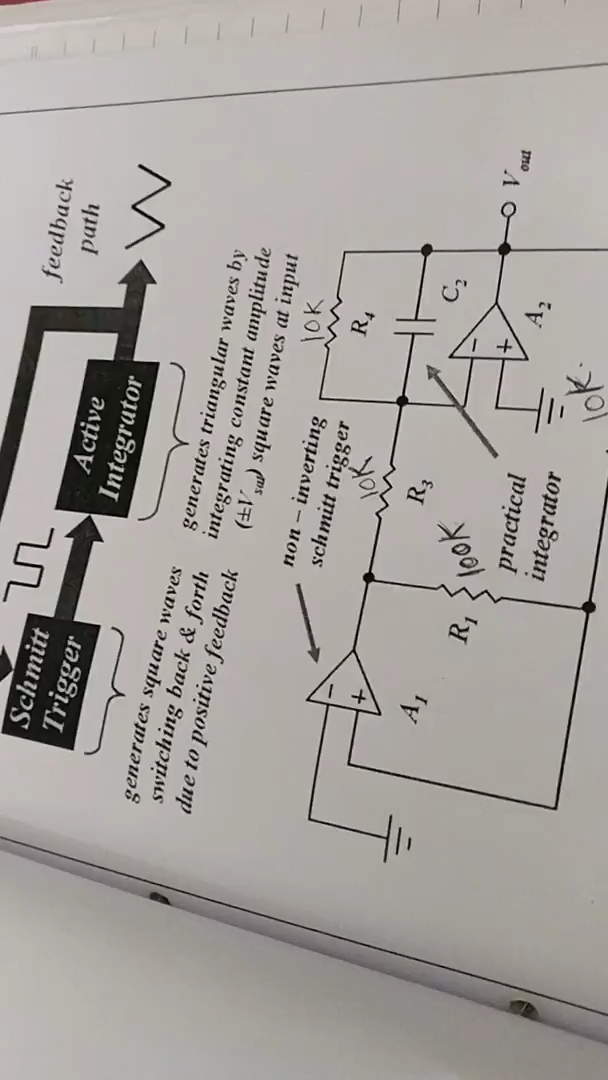 feedback
path
Schmitt
Trigger
Active
Integrator
generates square waves
switching back & forth
due to positive feedback
generates triangular waves by
integrating constant amplitude
(±V sat) square waves at input
non – inverting
schmitt trigger
10K
R4
C2
10K
R3
−
+
A1
R1
100K
practical
integrator
−
+
A2
Vout
10K.